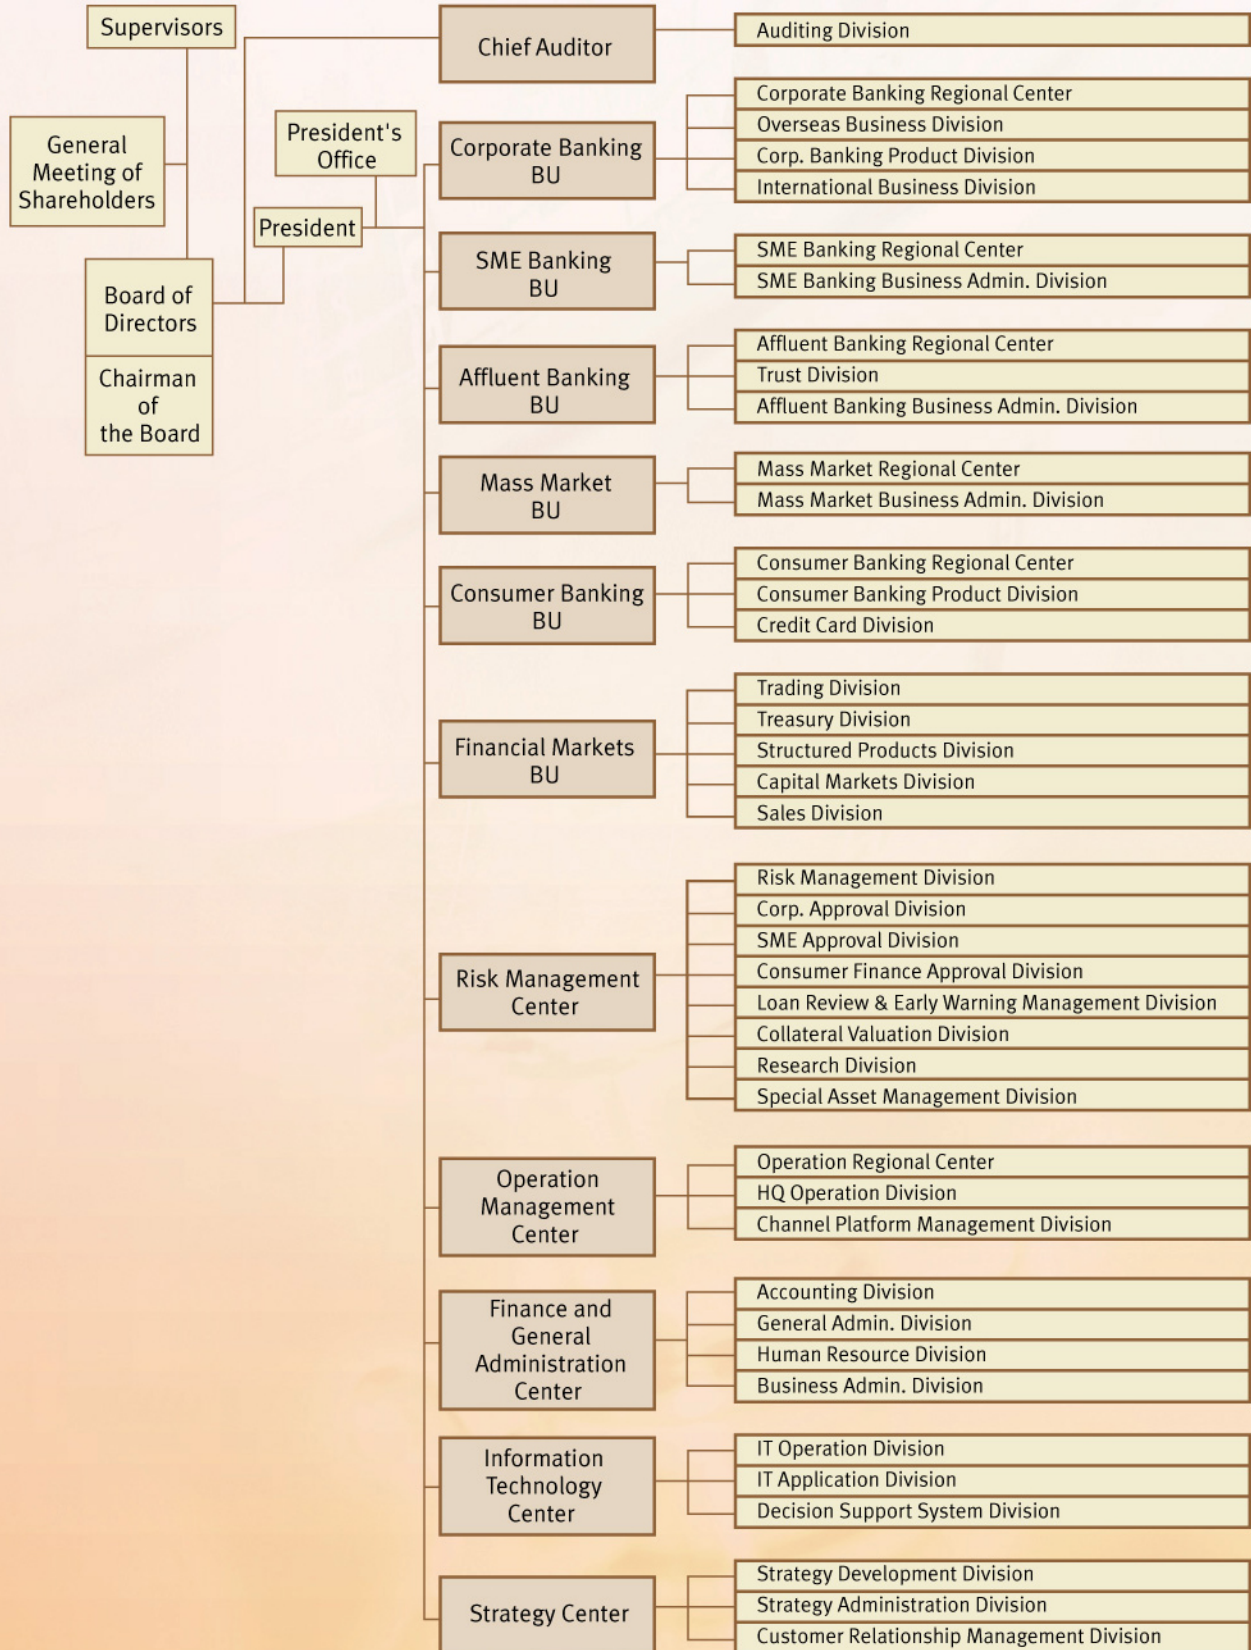 Supervisors
General
Meeting of
Shareholders
Board of
Directors
Chairman
of
the Board
President's
Office
President
Chief Auditor
Auditing Division
Corporate Banking
BU
Corporate Banking Regional Center
Overseas Business Division
Corp. Banking Product Division
International Business Division
SME Banking
BU
SME Banking Regional Center
SME Banking Business Admin. Division
Affluent Banking
BU
Affluent Banking Regional Center
Trust Division
Affluent Banking Business Admin. Division
Mass Market
BU
Mass Market Regional Center
Mass Market Business Admin. Division
Consumer Banking
BU
Consumer Banking Regional Center
Consumer Banking Product Division
Credit Card Division
Financial Markets
BU
Trading Division
Treasury Division
Structured Products Division
Capital Markets Division
Sales Division
Risk Management
Center
Risk Management Division
Corp. Approval Division
SME Approval Division
Consumer Finance Approval Division
Loan Review & Early Warning Management Division
Collateral Valuation Division
Research Division
Special Asset Management Division
Operation
Management
Center
Operation Regional Center
HQ Operation Division
Channel Platform Management Division
Finance and
General
Administration
Center
Accounting Division
General Admin. Division
Human Resource Division
Business Admin. Division
Information
Technology
Center
IT Operation Division
IT Application Division
Decision Support System Division
Strategy Center
Strategy Development Division
Strategy Administration Division
Customer Relationship Management Division